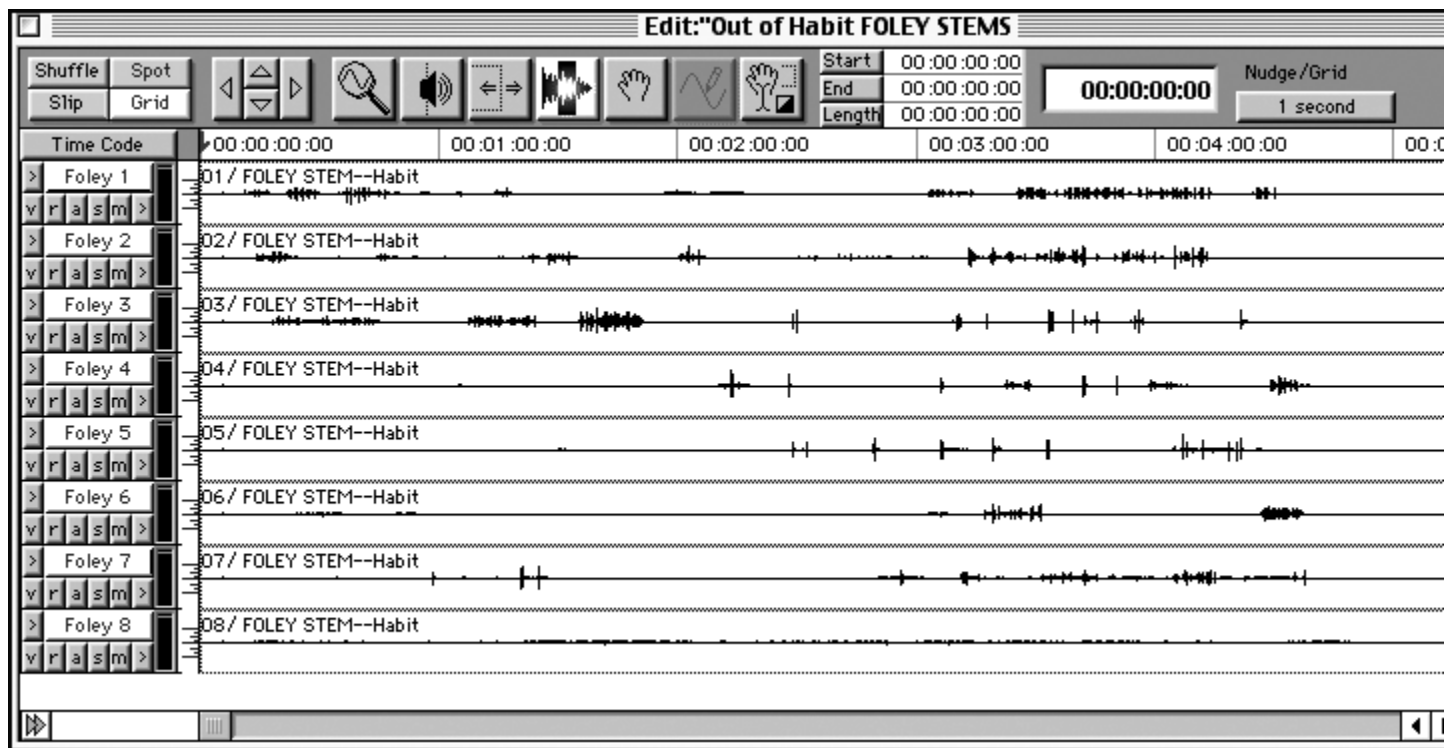 Edit:"Out of Habit FOLEY STEMS
Shuffle Spot
Slip Grid
Start 00:00:00:00
End 00:00:00:00
Length 00:00:00:00
00:00:00:00
Nudge/Grid
1 second
Time Code 00:00:00:00 00:01:00:00 00:02:00:00 00:03:00:00 00:04:00:00
> Foley 1 01/ FOLEY STEM--Habit
v r a s m >
> Foley 2 02/ FOLEY STEM--Habit
v r a s m >
> Foley 3 03/ FOLEY STEM--Habit
v r a s m >
> Foley 4 04/ FOLEY STEM--Habit
v r a s m >
> Foley 5 05/ FOLEY STEM--Habit
v r a s m >
> Foley 6 06/ FOLEY STEM--Habit
v r a s m >
> Foley 7 07/ FOLEY STEM--Habit
v r a s m >
> Foley 8 08/ FOLEY STEM--Habit
v r a s m >